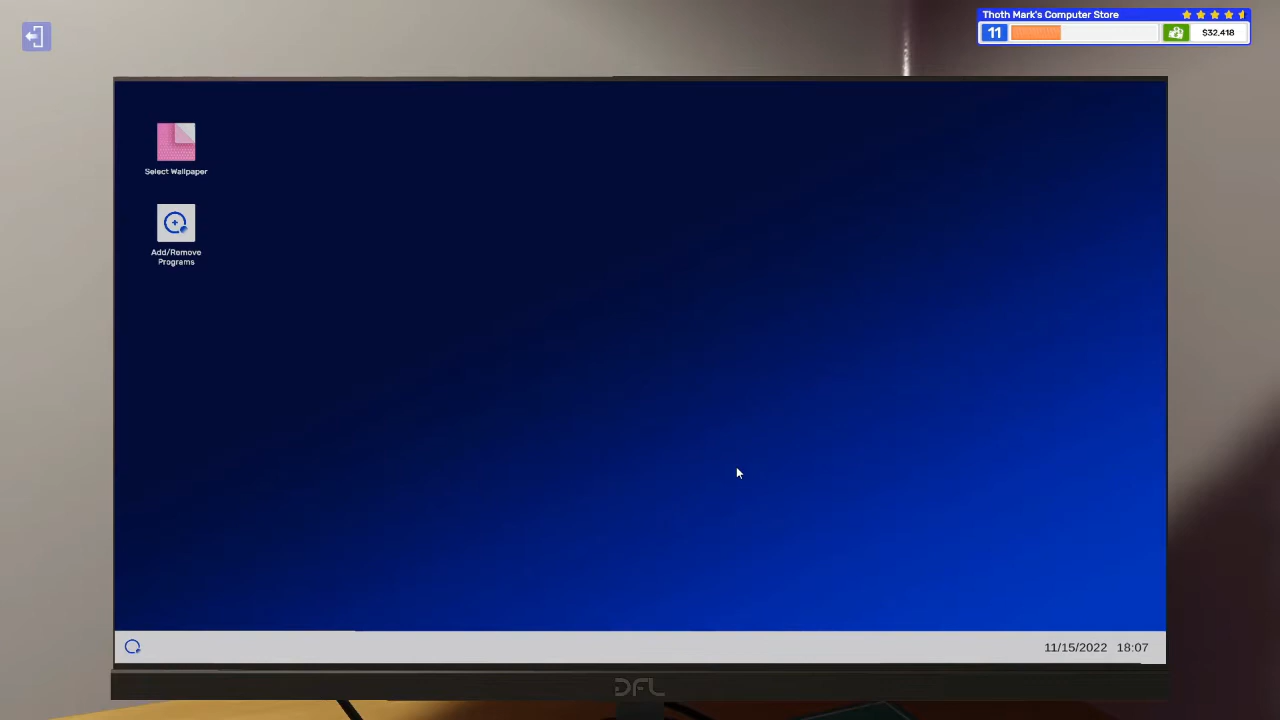 Thoth Mark's Computer Store
11
$32.418
Select Wallpaper
Add/Remove
Programs
11/15/2022 18:07
DFL